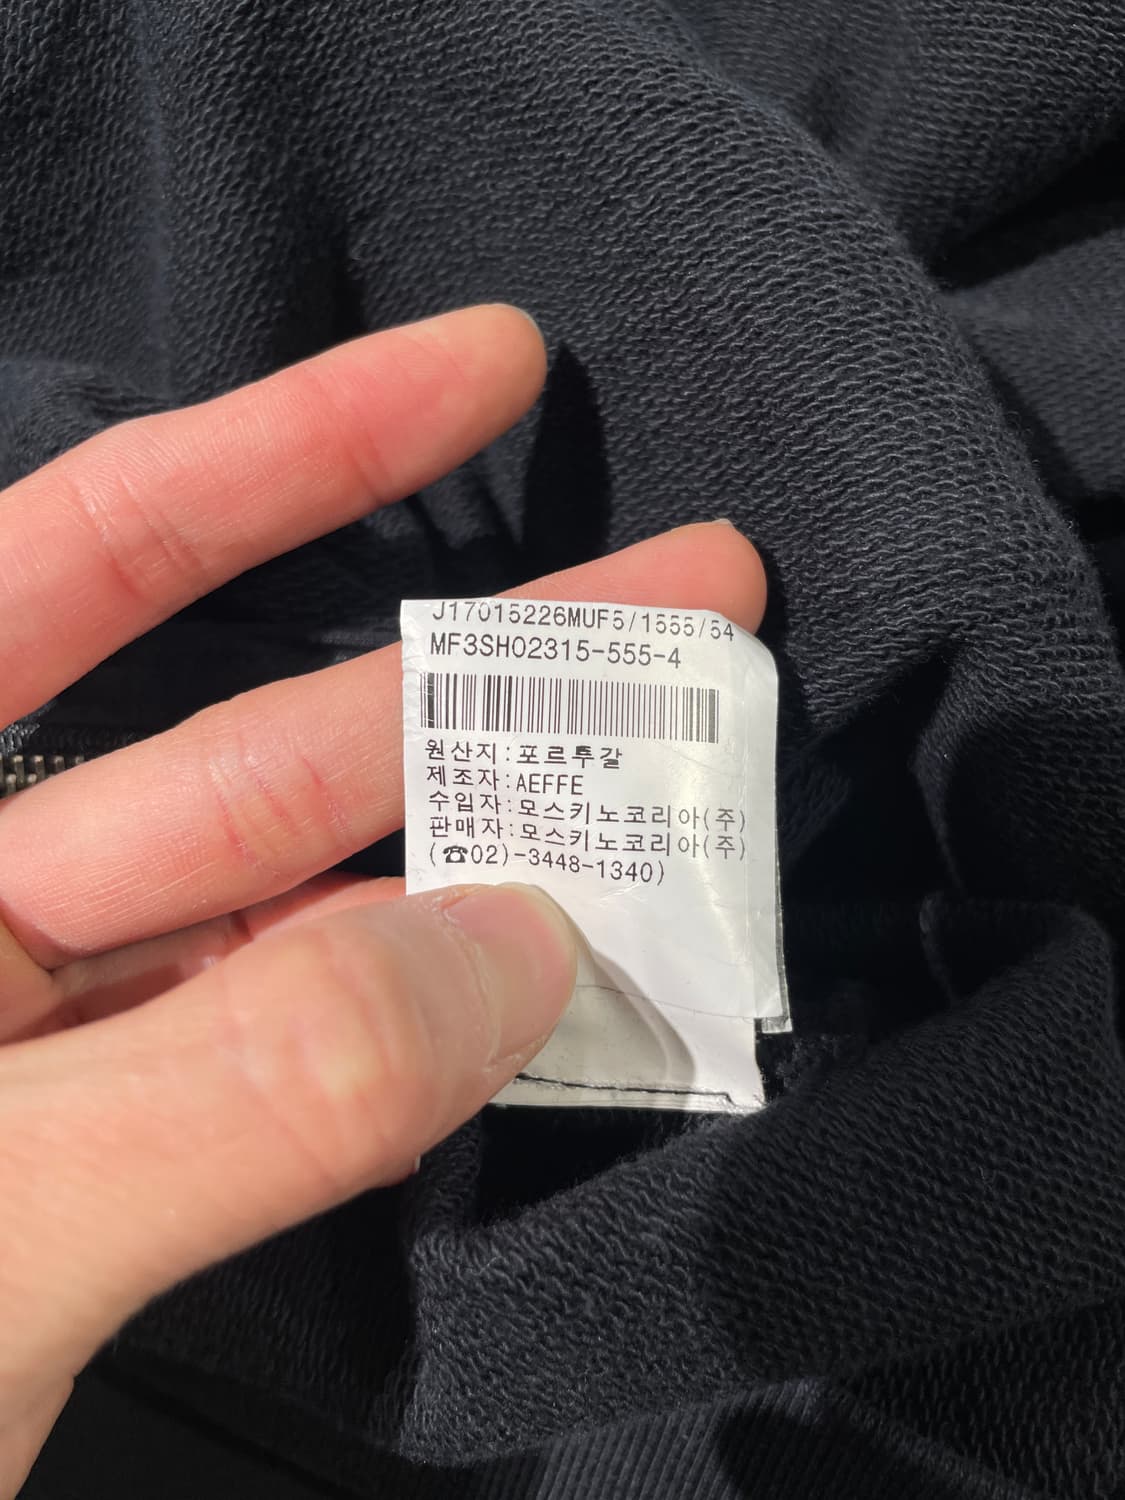 J17015226MUF5/1555/54
MF3SH02315-555-4
원산지:포르투갈
제조자:AEFFE
수입자:모스키노코리아(주)
판매자:모스키노코리아(주)
(☎02)-3448-1340)